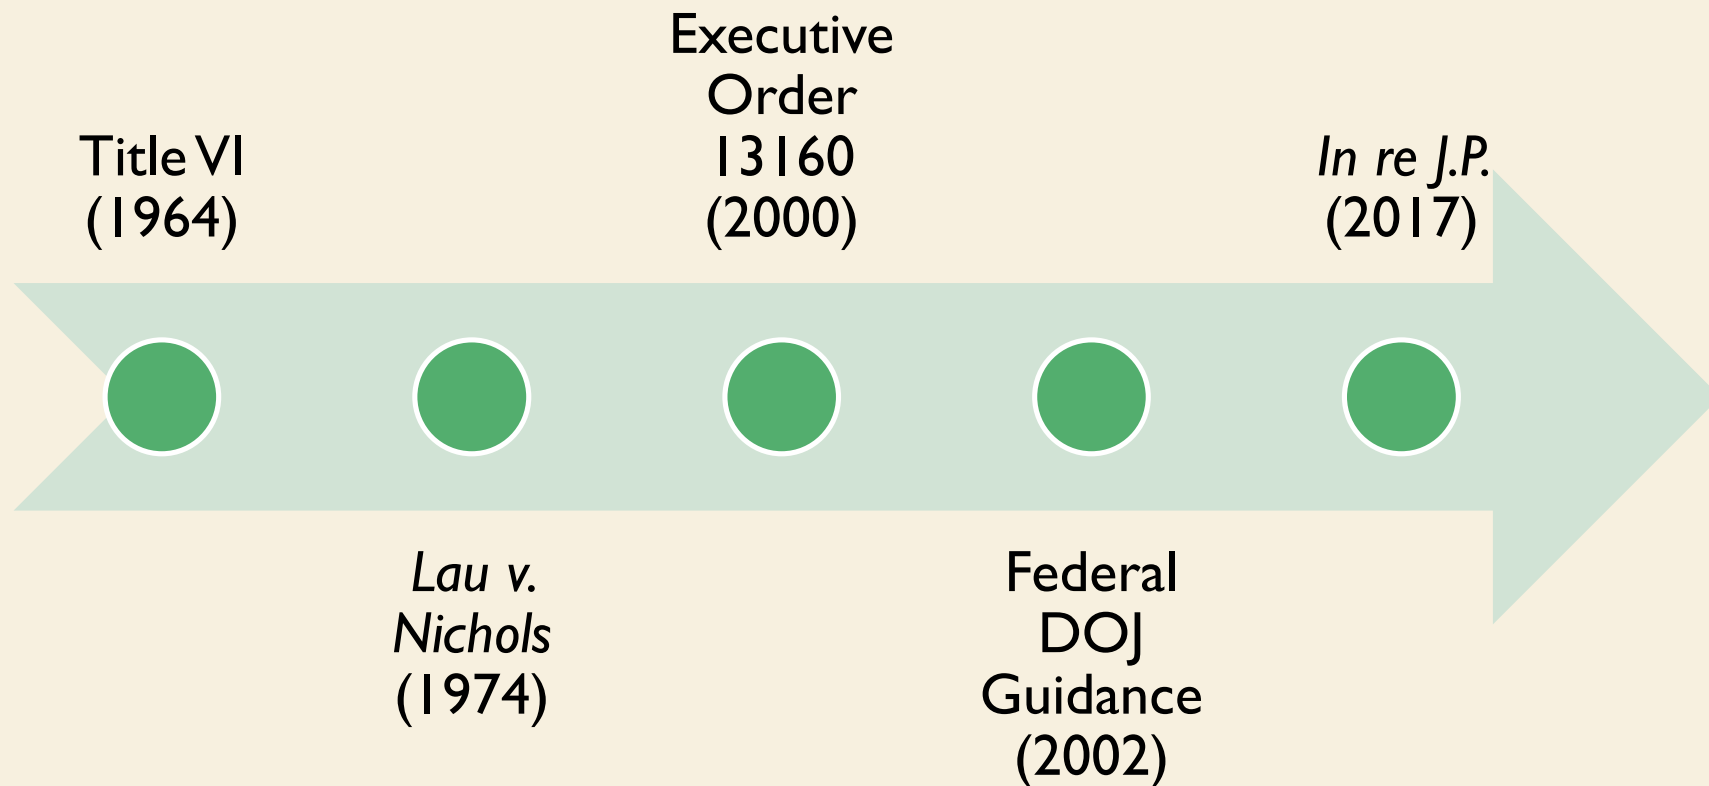 Title VI
(1964)
Lau v.
Nichols
(1974)
Executive
Order
13160
(2000)
Federal
DOJ
Guidance
(2002)
In re J.P.
(2017)